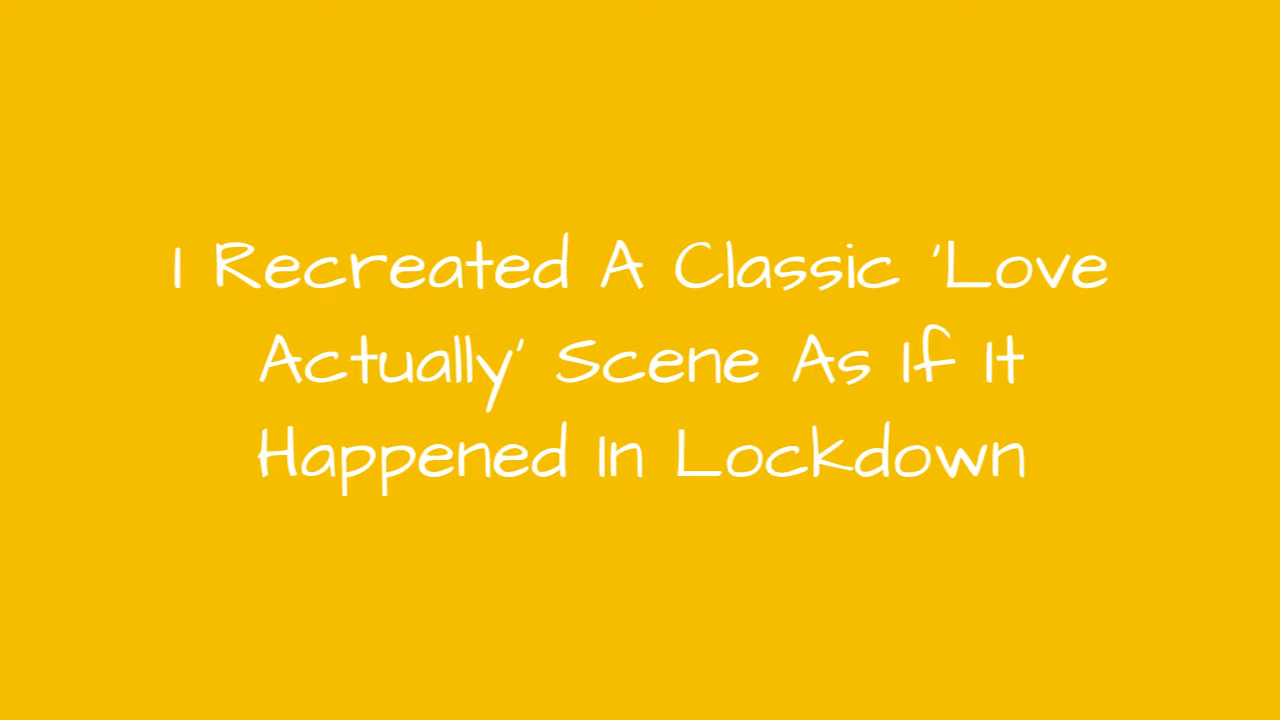 I Recreated A Classic 'Love
Actually' Scene As If It
Happened In Lockdown